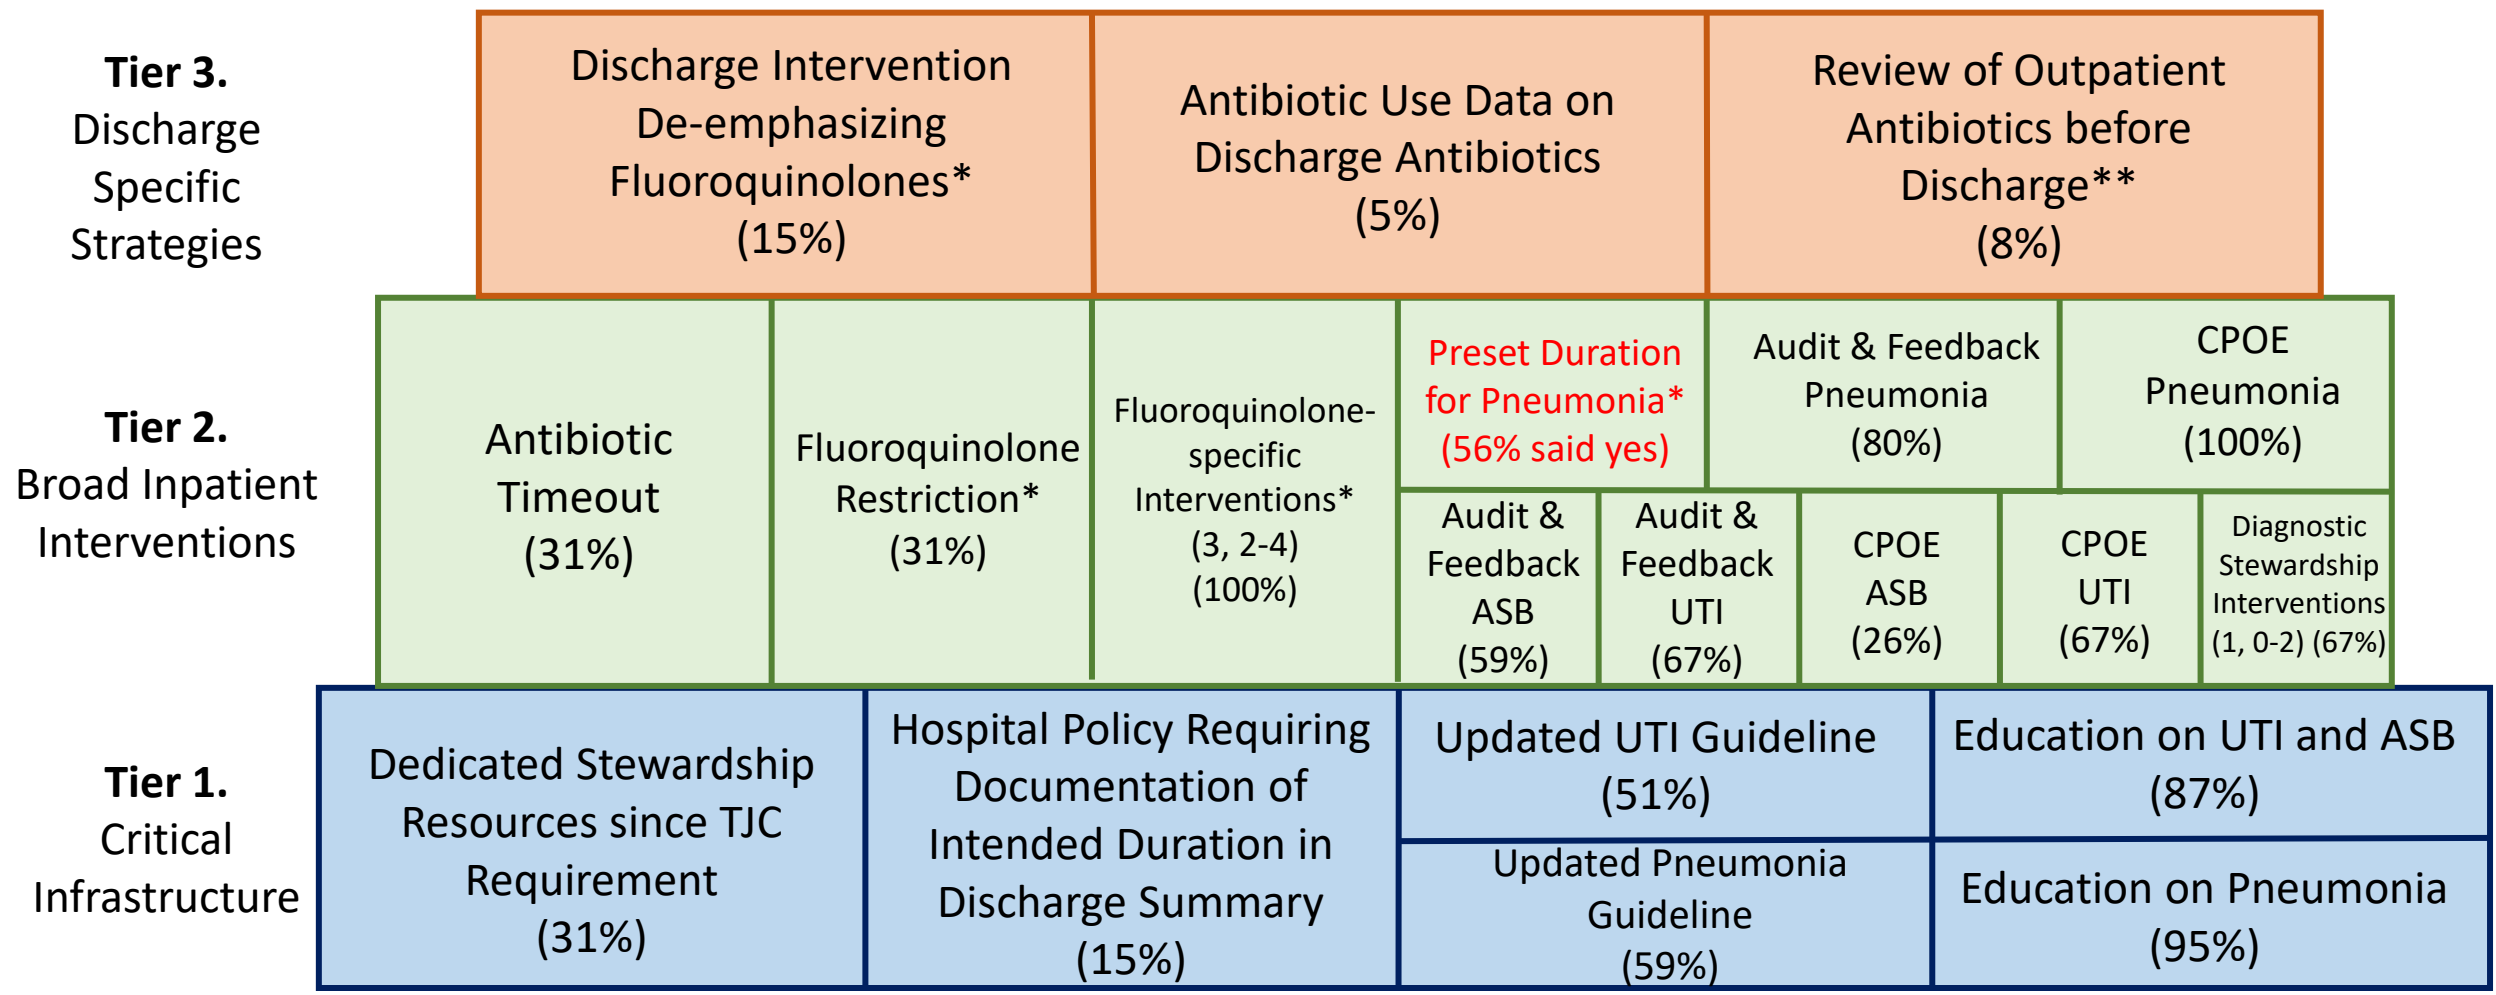 Tier 3.
Discharge
Specific
Strategies
Discharge Intervention
De-emphasizing
Fluoroquinolones*
(15%)
Antibiotic Use Data on
Discharge Antibiotics
(5%)
Review of Outpatient
Antibiotics before
Discharge**
(8%)
Tier 2.
Broad Inpatient
Interventions
Antibiotic
Timeout
(31%)
Fluoroquinolone
Restriction*
(31%)
Fluoroquinolone-
specific
Interventions*
(3, 2-4)
(100%)
Preset Duration
for Pneumonia*
(56% said yes)
Audit & Feedback
Pneumonia
(80%)
CPOE
Pneumonia
(100%)
Audit &
Feedback
ASB
(59%)
Audit &
Feedback
UTI
(67%)
CPOE
ASB
(26%)
CPOE
UTI
(67%)
Diagnostic
Stewardship
Interventions
(1, 0-2) (67%)
Tier 1.
Critical
Infrastructure
Dedicated Stewardship
Resources since TJC
Requirement
(31%)
Hospital Policy Requiring
Documentation of
Intended Duration in
Discharge Summary
(15%)
Updated UTI Guideline
(51%)
Education on UTI and ASB
(87%)
Updated Pneumonia
Guideline
(59%)
Education on Pneumonia
(95%)